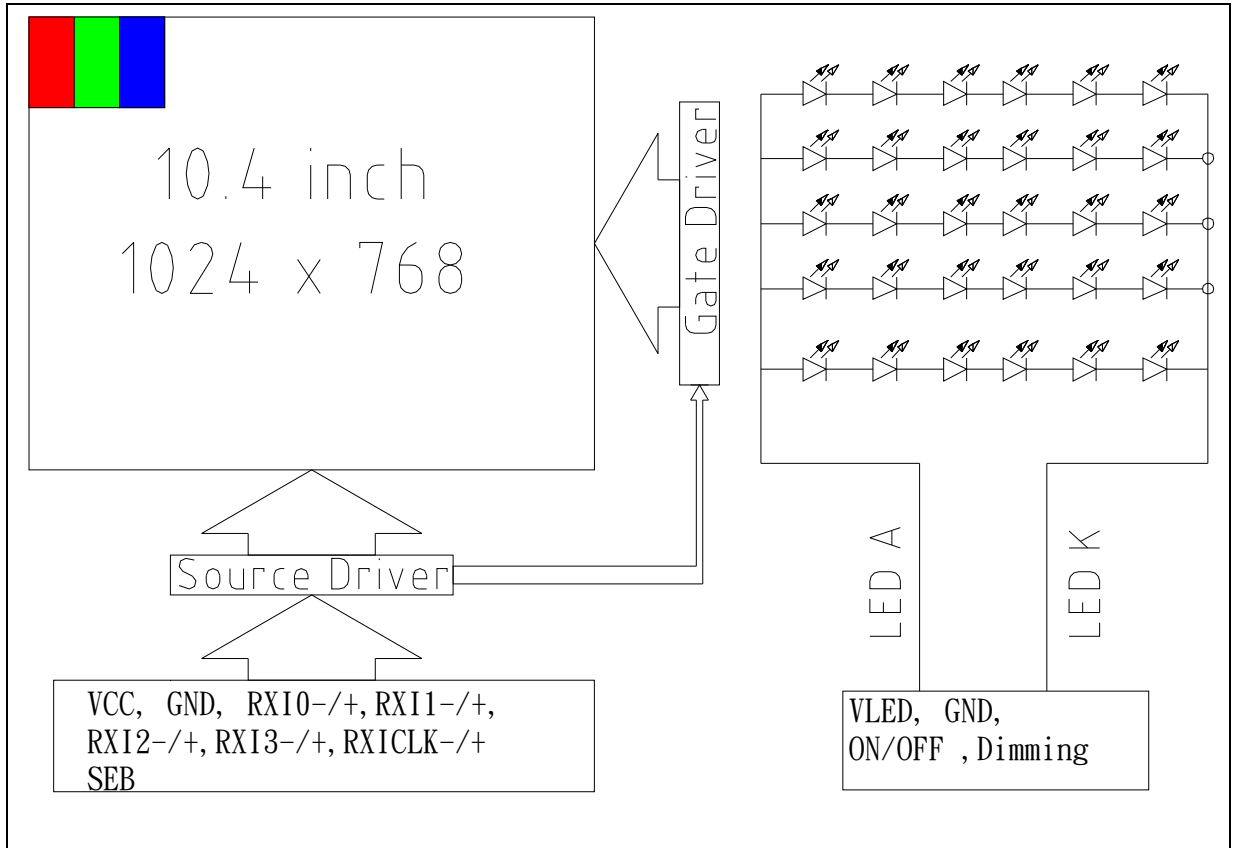 10.4 inch
1024 x 768
Gate Driver
Source Driver
VCC, GND, RXI0-/+,RXI1-/+,
RXI2-/+,RXI3-/+,RXICLK-/+
SEB
LED A
LED K
VLED, GND,
ON/OFF ,Dimming